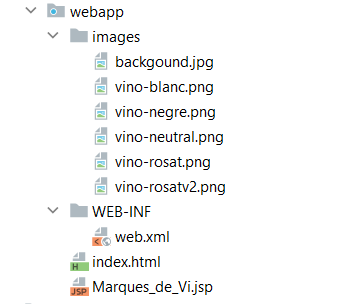 webapp
images
backgound.jpg
vino-blanc.png
vino-negre.png
vino-neutral.png
vino-rosat.png
vino-rosatv2.png
WEB-INF
web.xml
index.html
Marques_de_Vi.jsp